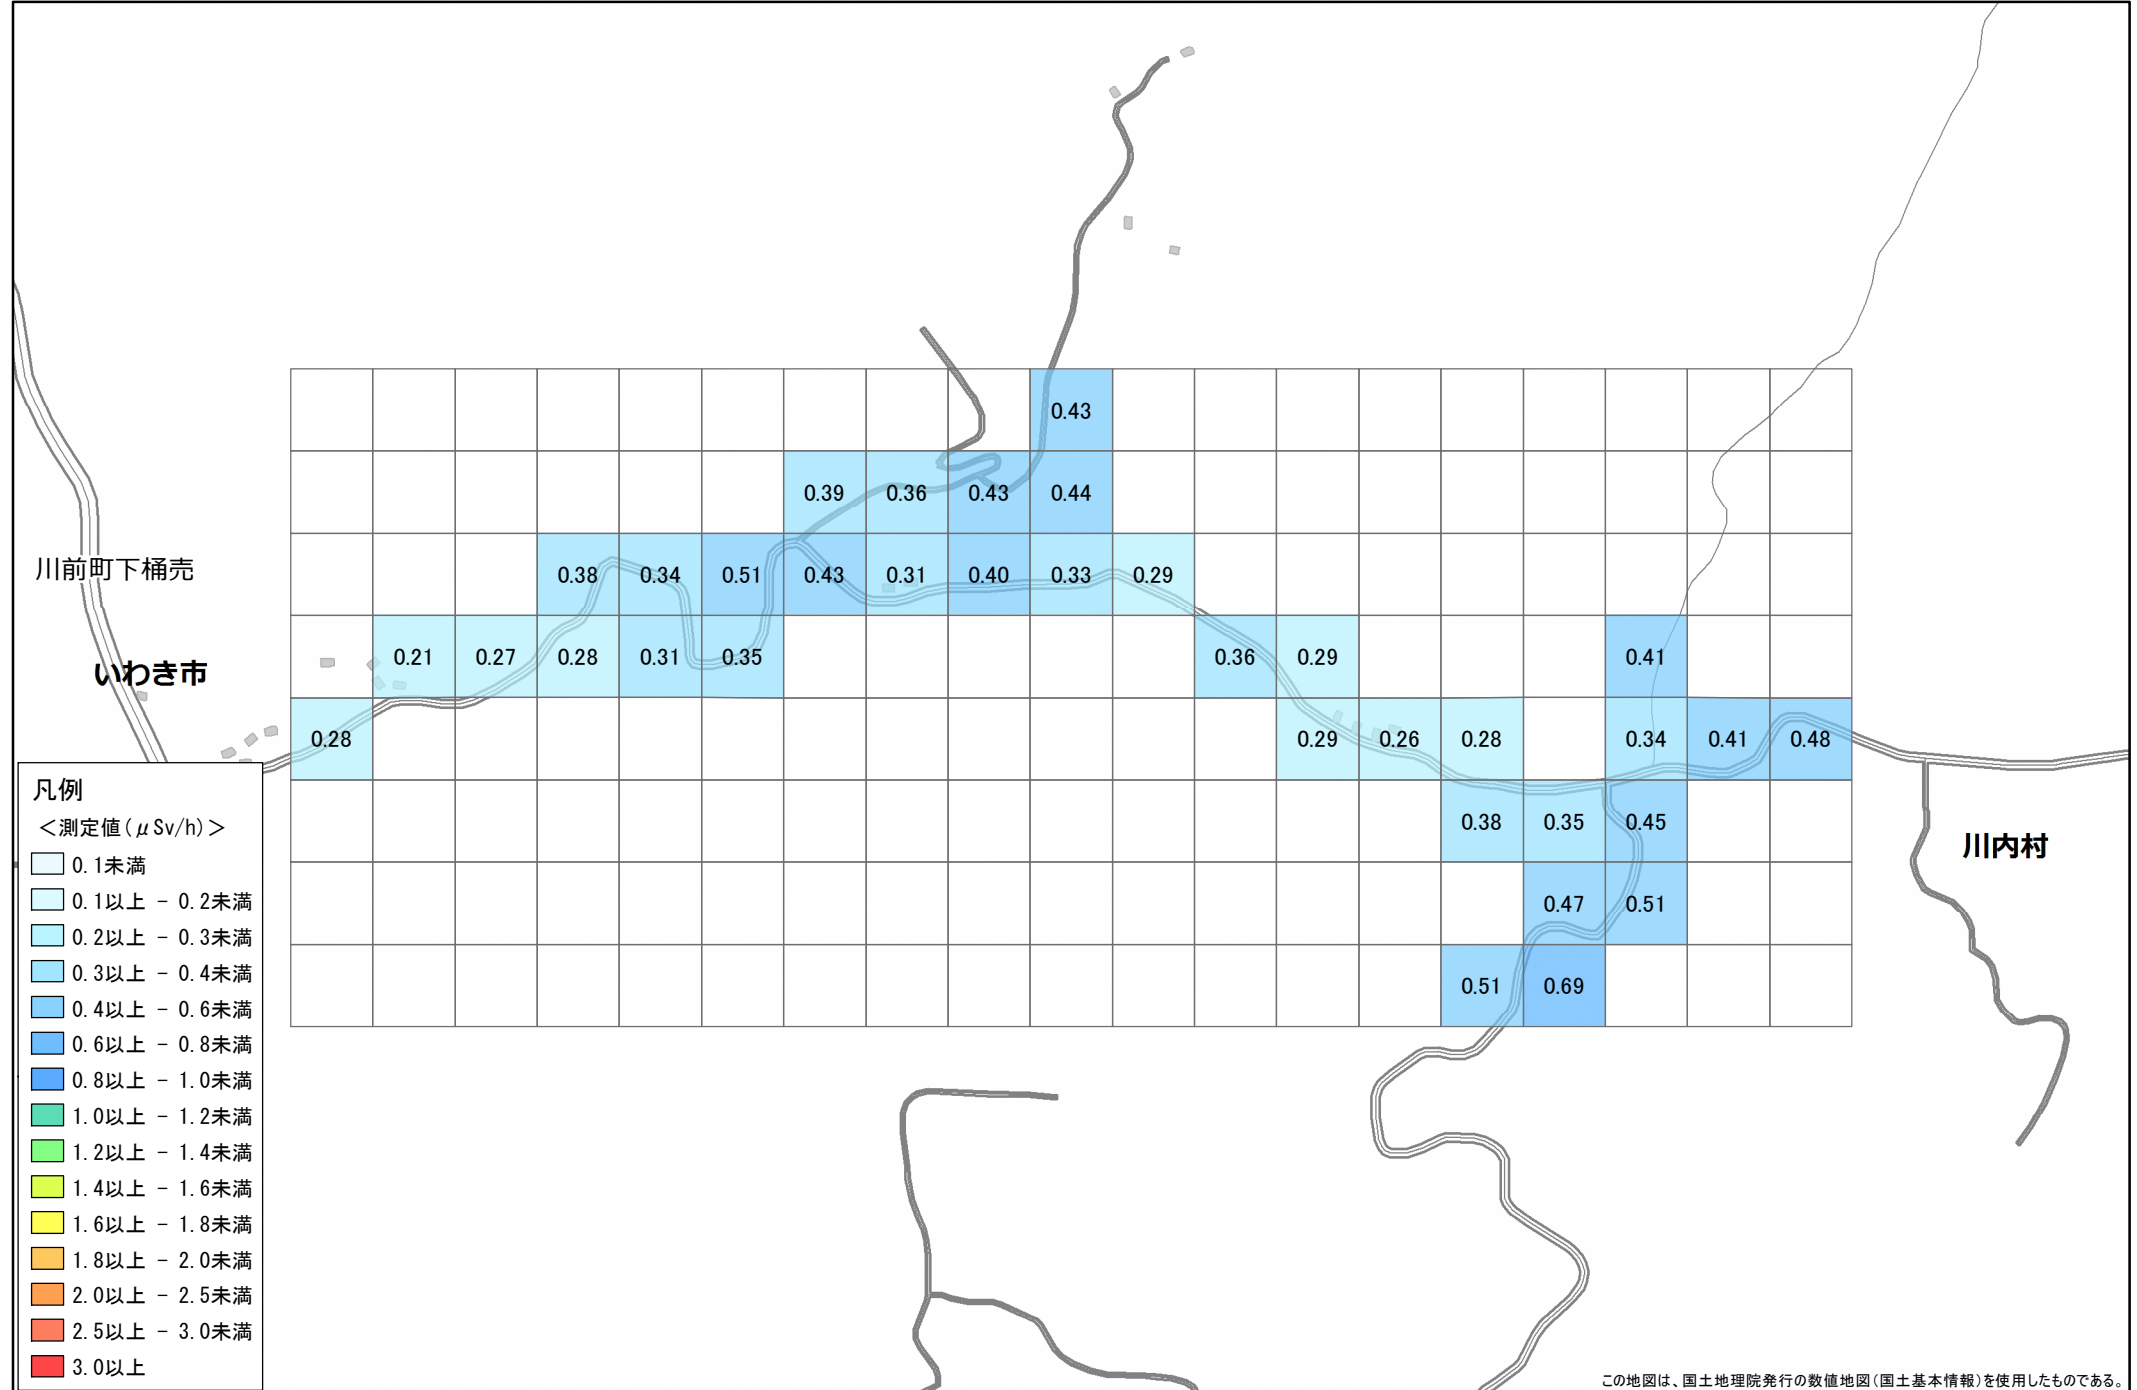 0.43
0.39 0.36 0.43 0.44
川前町下桶売
0.38 0.34 0.51 0.43 0.31 0.40 0.33 0.29
いわき市
0.21 0.27 0.28 0.31 0.35 0.36 0.29 0.41
0.28 0.29 0.26 0.28 0.34 0.41 0.48
0.38 0.35 0.45
川内村
0.47 0.51
0.51 0.69
凡例
＜測定値(μSv/h)＞
0.1未満
0.1以上 - 0.2未満
0.2以上 - 0.3未満
0.3以上 - 0.4未満
0.4以上 - 0.6未満
0.6以上 - 0.8未満
0.8以上 - 1.0未満
1.0以上 - 1.2未満
1.2以上 - 1.4未満
1.4以上 - 1.6未満
1.6以上 - 1.8未満
1.8以上 - 2.0未満
2.0以上 - 2.5未満
2.5以上 - 3.0未満
3.0以上
この地図は、国土地理院発行の数値地図(国土基本情報)を使用したものである。